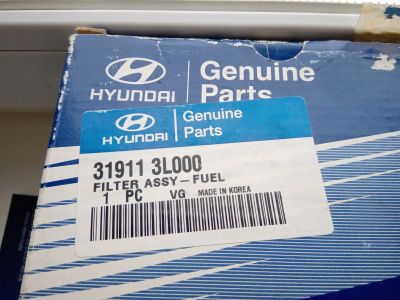 Genuine
HYUNDAI Parts
Genuine
HYUNDAI Parts
31911 3L000
FILTER ASSY-FUEL
1 PC VG MADE IN KOREA